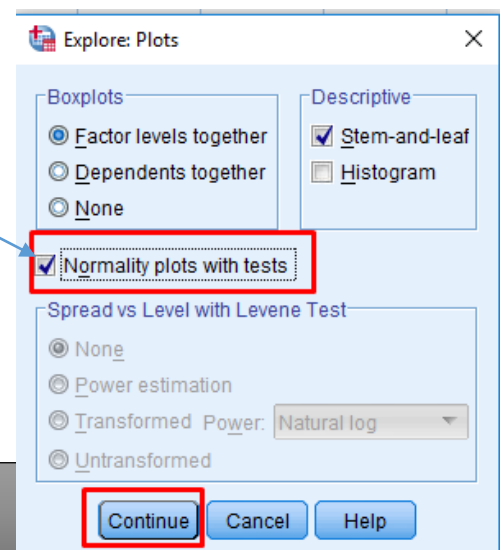 Explore: Plots
Boxplots
Factor levels together
Dependents together
None
Descriptive
Stem-and-leaf
Histogram
Normality plots with tests
Spread vs Level with Levene Test
None
Power estimation
Transformed Power: Natural log
Untransformed
Continue Cancel Help